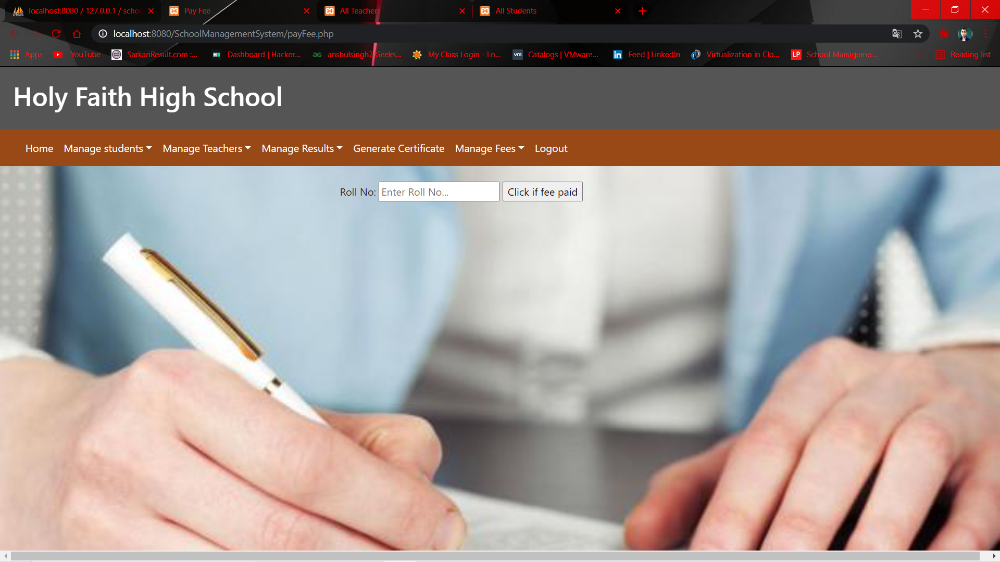 localhost:8080 / 127.0.0.1 / schoo
Pay Fee
All Teachers
All Students
localhost:8080/SchoolManagementSystem/payFee.php
Apps
YouTube
SarkariResult.com :...
Dashboard | Hacker...
anshulsingh7 | Geeks...
My Class Login - Lo...
vm Catalogs | VMware...
Feed | LinkedIn
Virtualization in Clo...
LP School Manageme...
Reading list
Holy Faith High School
Home Manage students Manage Teachers Manage Results Generate Certificate Manage Fees Logout
Roll No: Enter Roll No... Click if fee paid